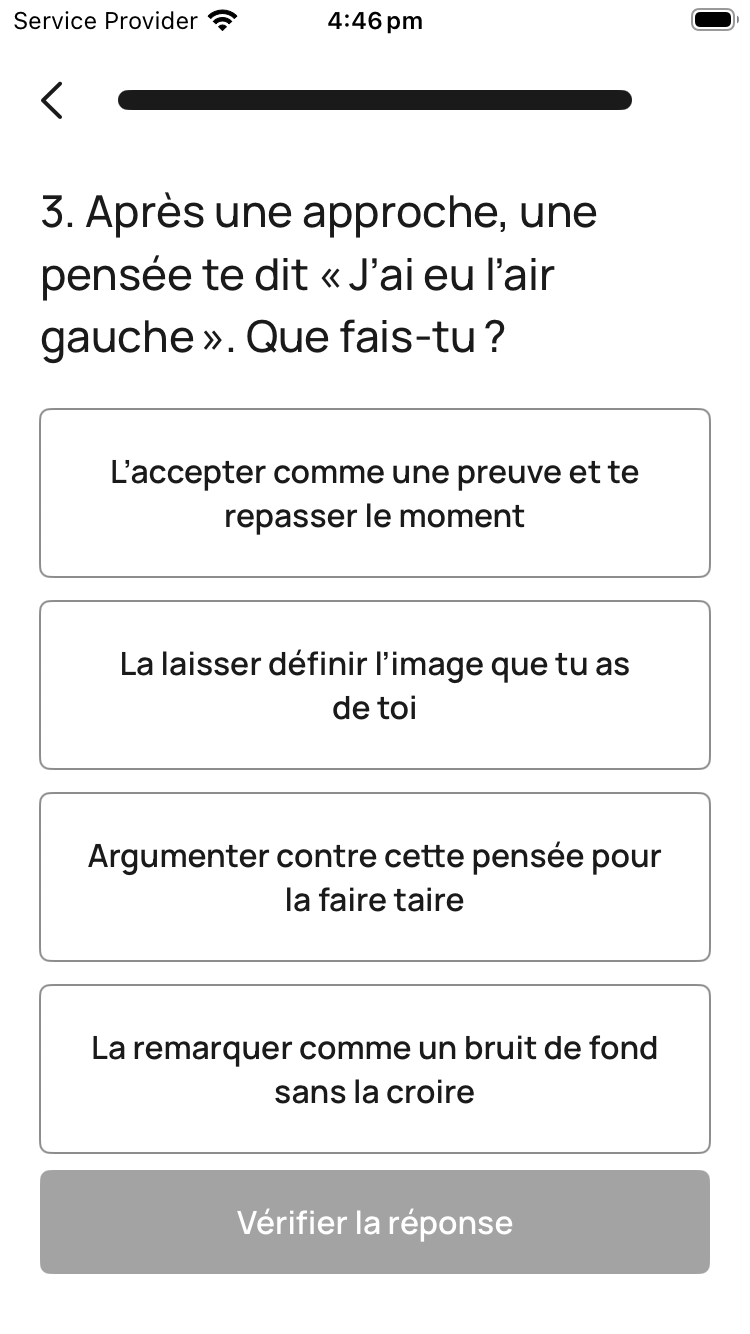 Service Provider 4:46 pm
3. Après une approche, une
pensée te dit « J’ai eu l’air
gauche ». Que fais-tu ?
L’accepter comme une preuve et te
repasser le moment
La laisser définir l’image que tu as
de toi
Argumenter contre cette pensée pour
la faire taire
La remarquer comme un bruit de fond
sans la croire
Vérifier la réponse